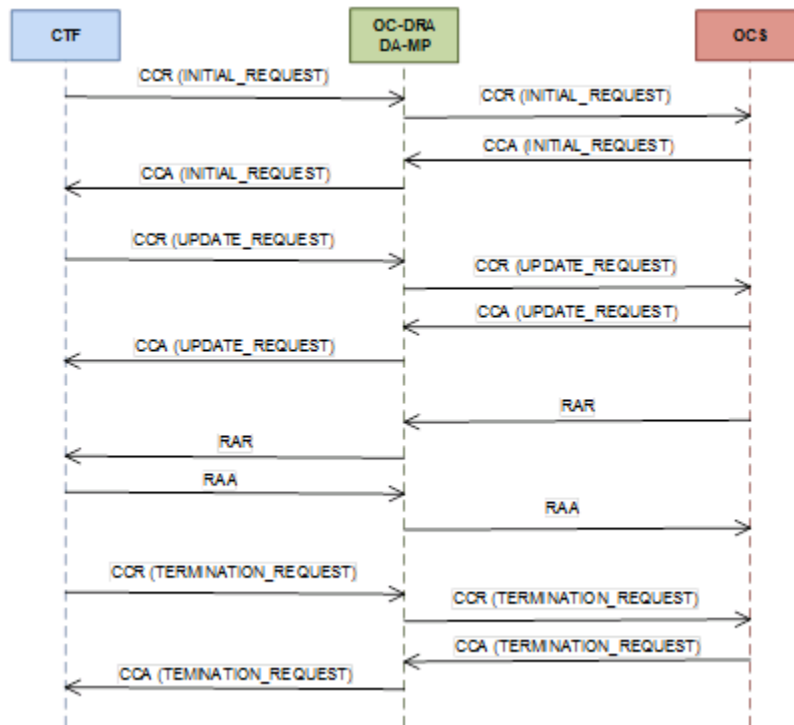 CTF
OC-DRA
DA-MP
OCS
CCR (INITIAL_REQUEST)
CCR (INITIAL_REQUEST)
CCA (INITIAL_REQUEST)
CCA (INITIAL_REQUEST)
CCR (UPDATE_REQUEST)
CCR (UPDATE_REQUEST)
CCA (UPDATE_REQUEST)
CCA (UPDATE_REQUEST)
RAR
RAR
RAA
RAA
CCR (TERMINATION_REQUEST)
CCR (TERMINATION_REQUEST)
CCA (TERMINATION_REQUEST)
CCA (TEMINATION_REQUEST)